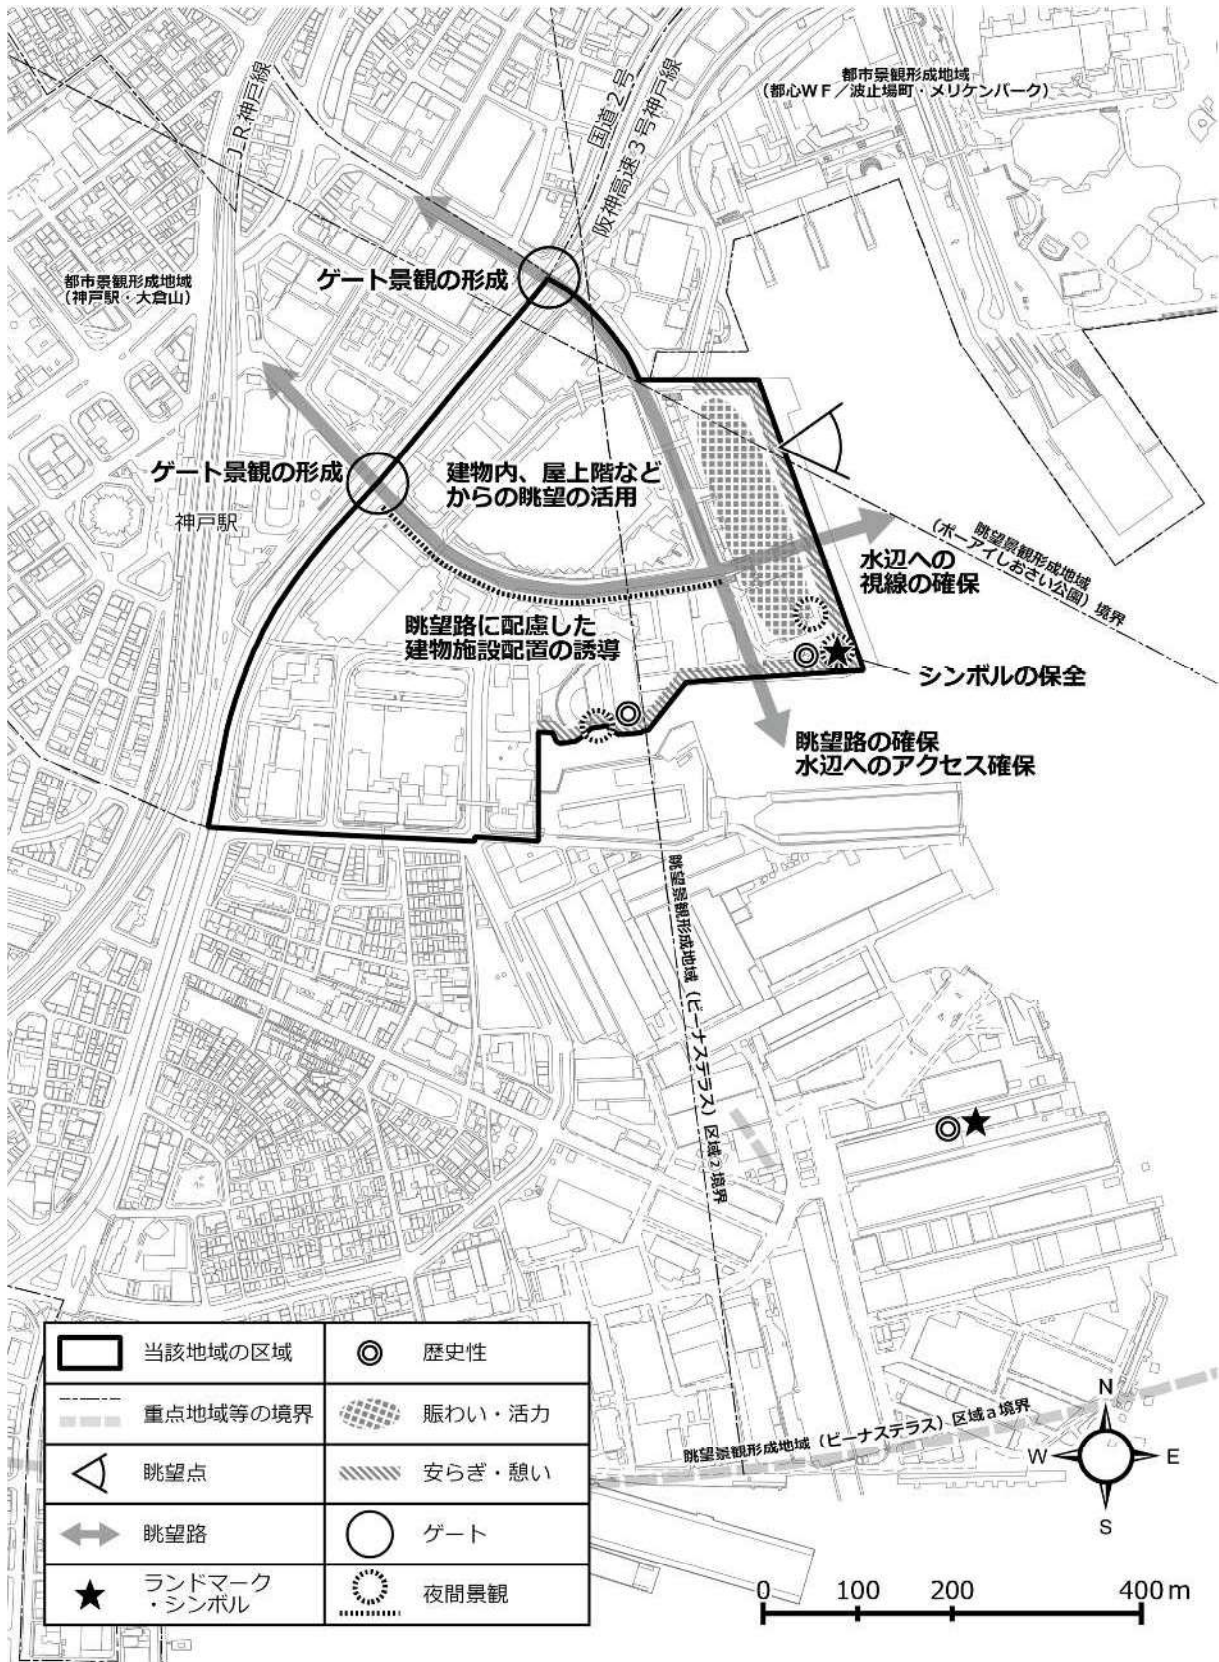 都市景観形成地域
(都心WF/波止場町・メリケンパーク)
JR神戸線
国道2号
阪神高速3号神戸線
都市景観形成地域
(神戸駅・大倉山)
ゲート景観の形成
ゲート景観の形成
神戸駅
建物内、屋上階など
からの眺望の活用
眺望景観形成地域
(ポーアイしおさい公園)境界
水辺への
視線の確保
眺望路に配慮した
建物施設配置の誘導
シンボルの保全
眺望路の確保
水辺へのアクセス確保
眺望景観形成地域(ビーナステラス)区域z境界
眺望景観形成地域(ビーナステラス)区域a境界
当該地域の区域
歴史性
重点地域等の境界
賑わい・活力
眺望点
安らぎ・憩い
眺望路
ゲート
ランドマーク
・シンボル
夜間景観
N
W
E
S
0 100 200 400m